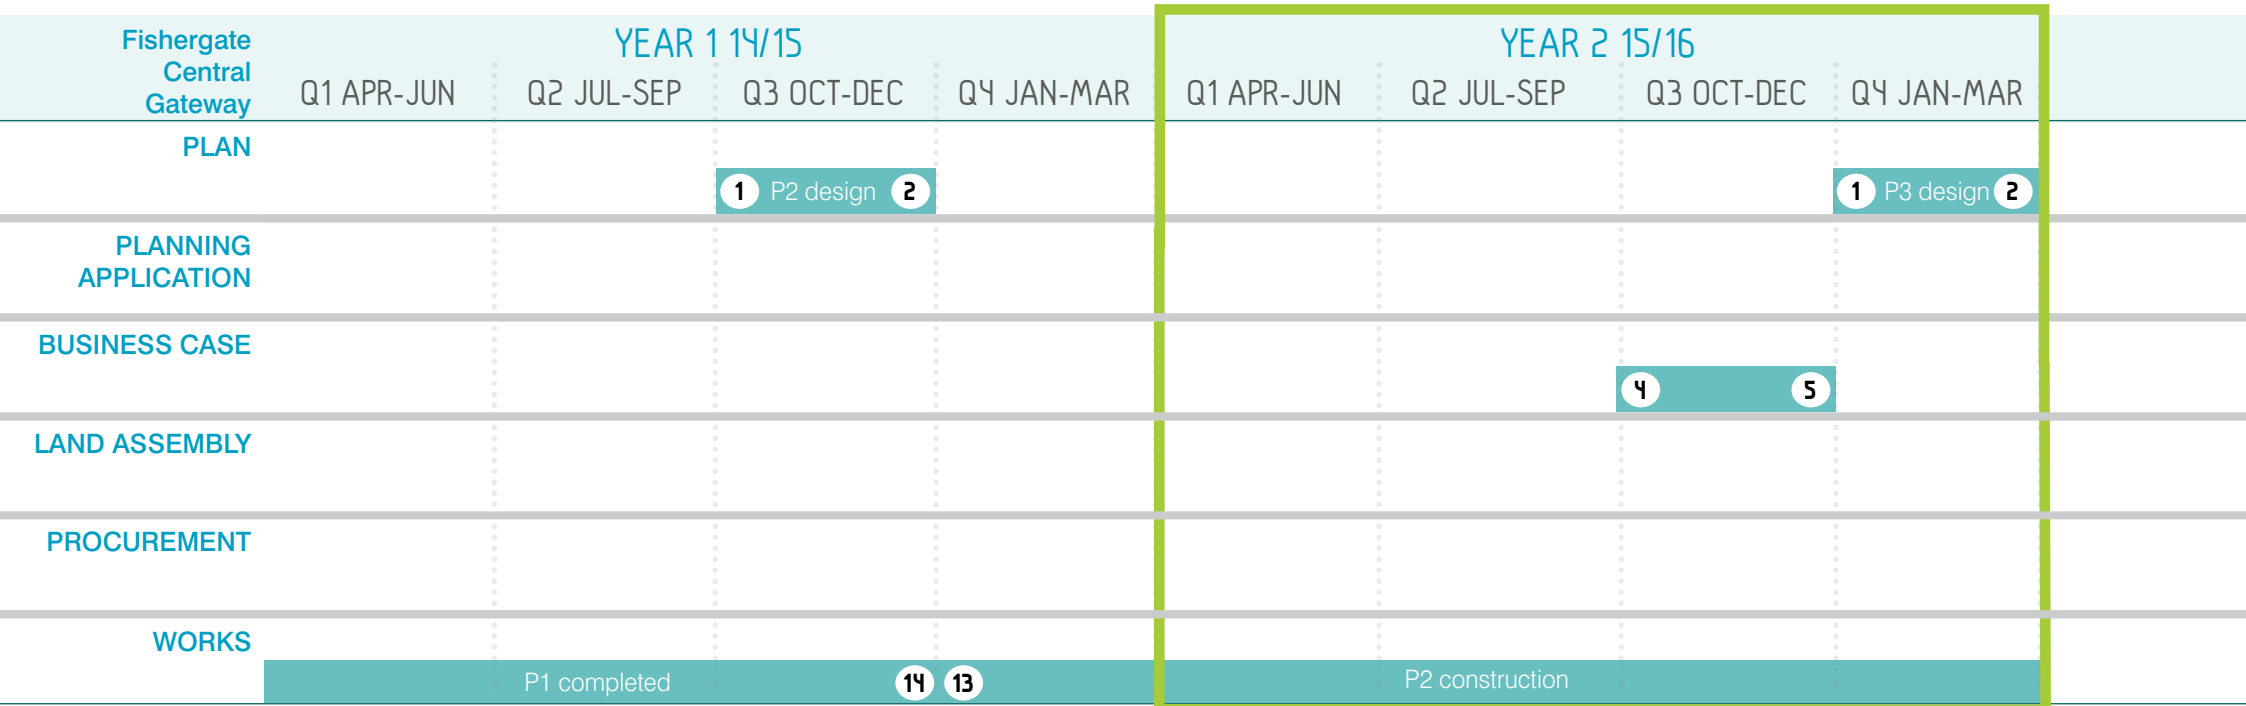 Fishergate
Central
Gateway
YEAR 1 14/15
YEAR 2 15/16
Q1 APR-JUN
Q2 JUL-SEP
Q3 OCT-DEC
Q4 JAN-MAR
Q1 APR-JUN
Q2 JUL-SEP
Q3 OCT-DEC
Q4 JAN-MAR
PLAN
1 P2 design 2
1 P3 design 2
PLANNING
APPLICATION
BUSINESS CASE
4 5
LAND ASSEMBLY
PROCUREMENT
WORKS
P1 completed 14 13 P2 construction